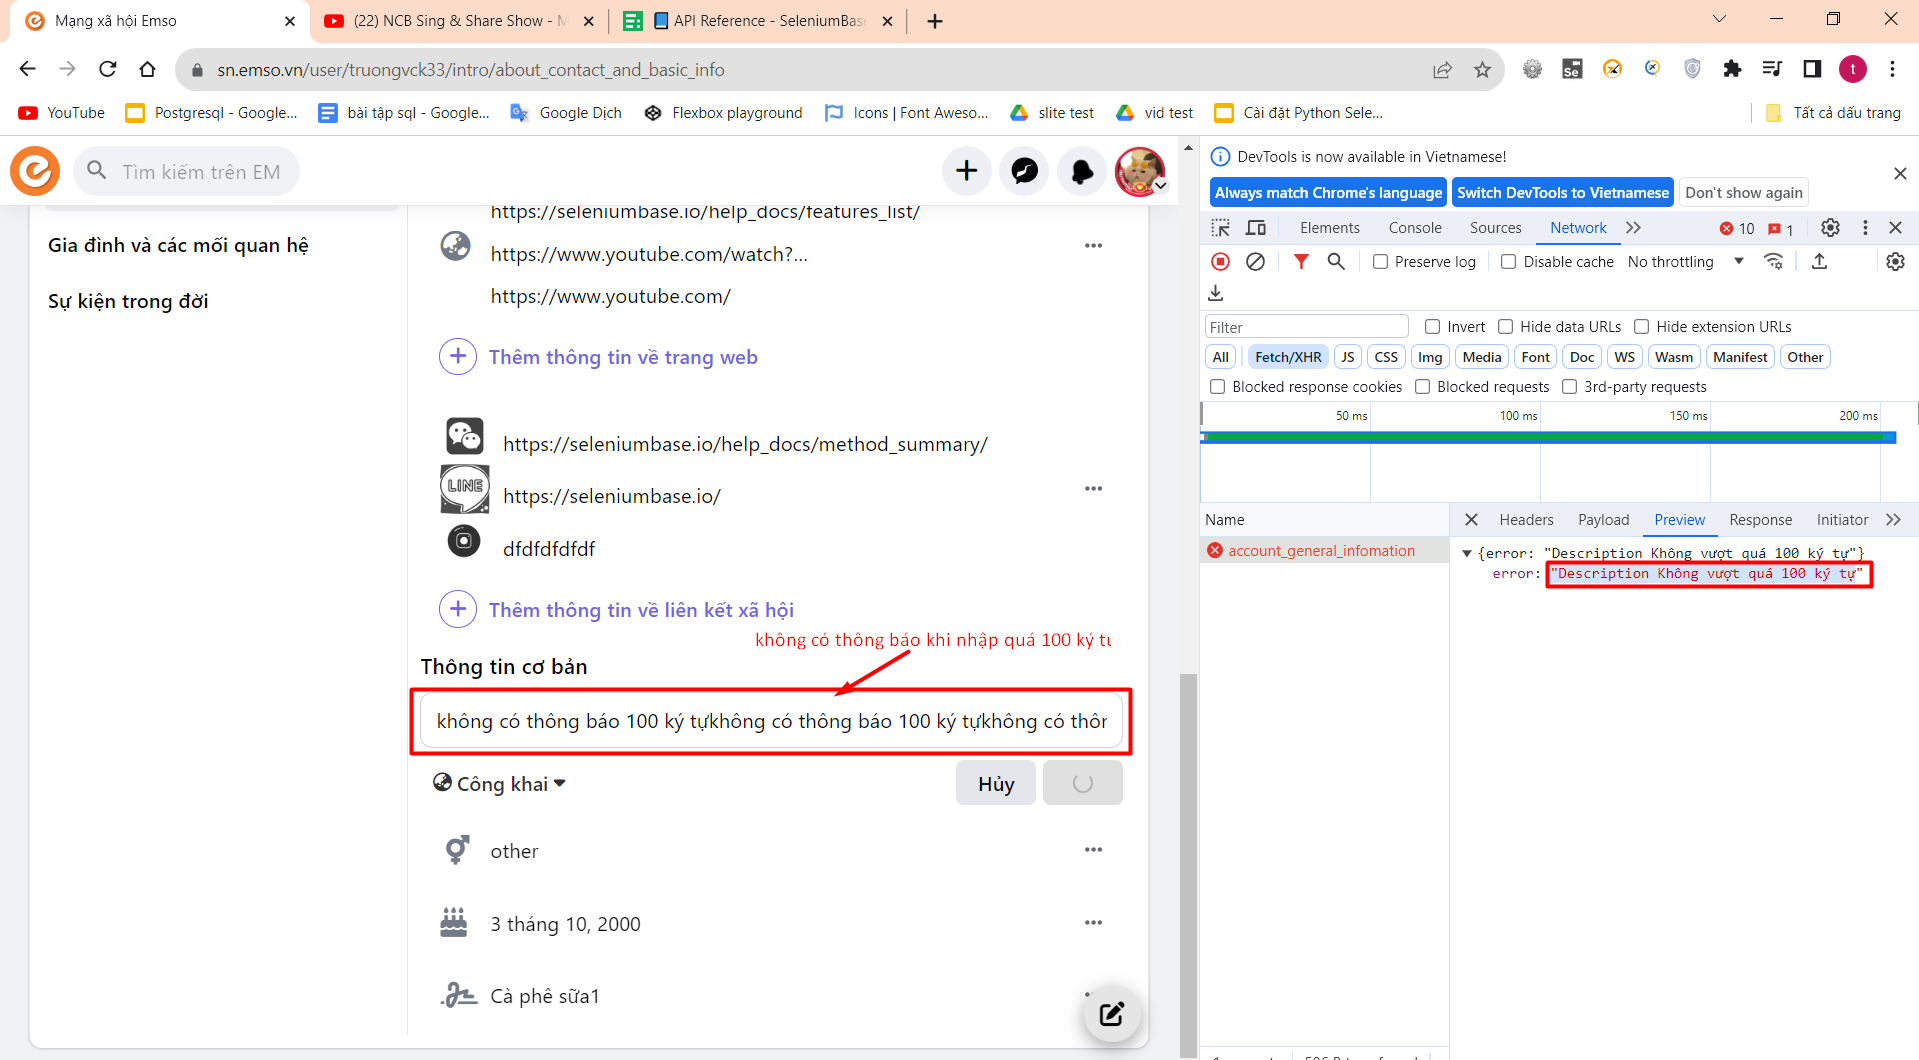 Mạng xã hội Emso
(22) NCB Sing & Share Show -
API Reference - SeleniumBas
sn.emso.vn/user/truongvck33/intro/about_contact_and_basic_info
Se
t
YouTube
Postgresql - Google...
bài tập sql - Google...
Google Dịch
Flexbox playground
Icons | Font Aweso...
slite test
vid test
Cài đặt Python Sele...
Tất cả dấu trang
Tìm kiếm trên EM
Gia đình và các mối quan hệ
Sự kiện trong đời
https://seleniumbase.io/help_docs/features_list/
https://www.youtube.com/watch?...
https://www.youtube.com/
Thêm thông tin về trang web
https://seleniumbase.io/help_docs/method_summary/
LINE
https://seleniumbase.io/
dfdfdfdfdf
Thêm thông tin về liên kết xã hội
không có thông báo khi nhập quá 100 ký tụ
Thông tin cơ bản
không có thông báo 100 ký tựkhông có thông báo 100 ký tựkhông có thôn
Công khai
Hủy
other
3 tháng 10, 2000
Cà phê sữa1
DevTools is now available in Vietnamese!
Always match Chrome's language
Switch DevTools to Vietnamese
Don't show again
Elements
Console
Sources
Network
10
1
Preserve log
Disable cache
No throttling
Filter
Invert
Hide data URLs
Hide extension URLs
All
Fetch/XHR
JS
CSS
Img
Media
Font
Doc
WS
Wasm
Manifest
Other
Blocked response cookies
Blocked requests
3rd-party requests
50 ms
100 ms
150 ms
200 ms
Name
Headers
Payload
Preview
Response
Initiator
account_general_infomation
{error: "Description Không vượt quá 100 ký tự"}
error: "Description Không vượt quá 100 ký tự"